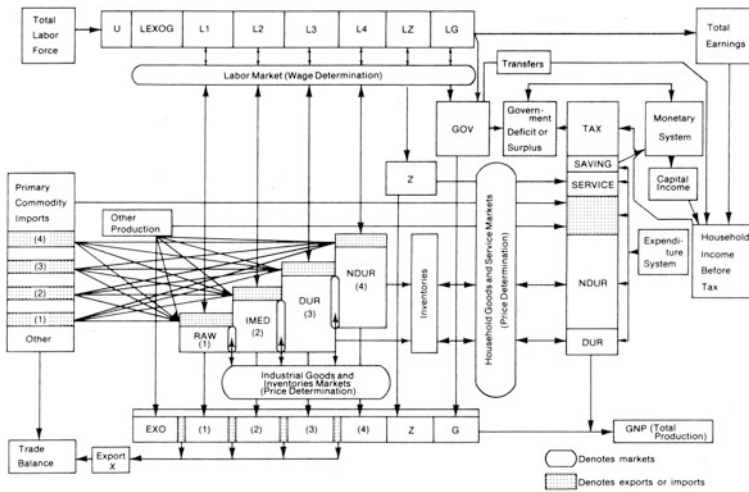 Total
Labor
Force
U LEXOG L1 L2 L3 L4 LZ LG
Total
Earnings
Labor Market (Wage Determination)
Transfers
GOV
Govern-
ment
Deficit or
Surplus
TAX
Monetary
System
SAVING
Z
SERVICE
Capital
Income
Primary
Commodity
Imports
(4)
(3)
(2)
(1)
Other
Other
Production
NDUR
(4)
DUR
(3)
IMED
(2)
RAW
(1)
Inventories
Household Goods and Service Markets
(Price Determination)
NDUR
DUR
Expendi-
ture
System
Household
Income
Before
Tax
Industrial Goods and
Inventories Markets
(Price Determination)
EXO (1) (2) (3) (4) Z G
GNP (Total
Production)
Trade
Balance
Export
X
Denotes markets
Denotes exports or imports